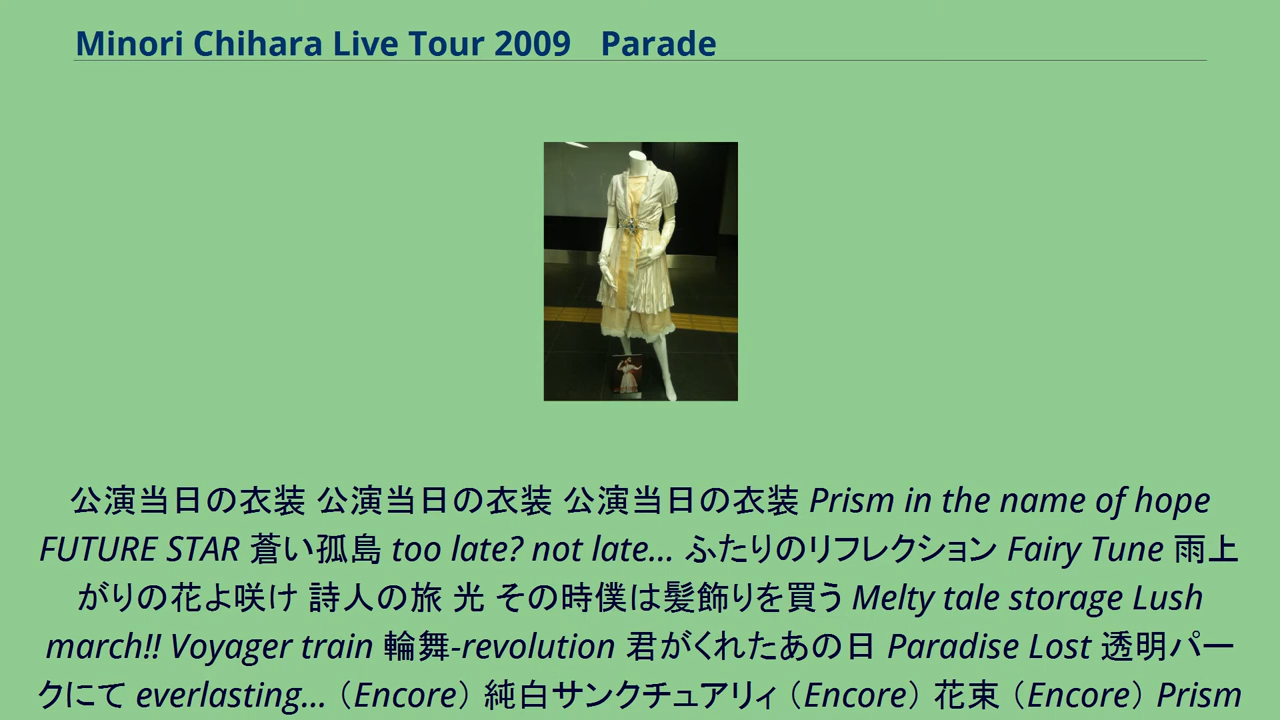 Minori Chihara Live Tour 2009 Parade
公演当日の衣装 公演当日の衣装 公演当日の衣装 Prism in the name of hope
FUTURE STAR 蒼い孤島 too late? not late... ふたりのリフレクション Fairy Tune 雨上
がりの花よ咲け 詩人の旅 光 その時僕は髪飾りを買う Melty tale storage Lush
march!! Voyager train 輪舞-revolution 君がくれたあの日 Paradise Lost 透明パー
クにて everlasting... （Encore） 純白サンクチュアリィ（Encore） 花束（Encore） Prism